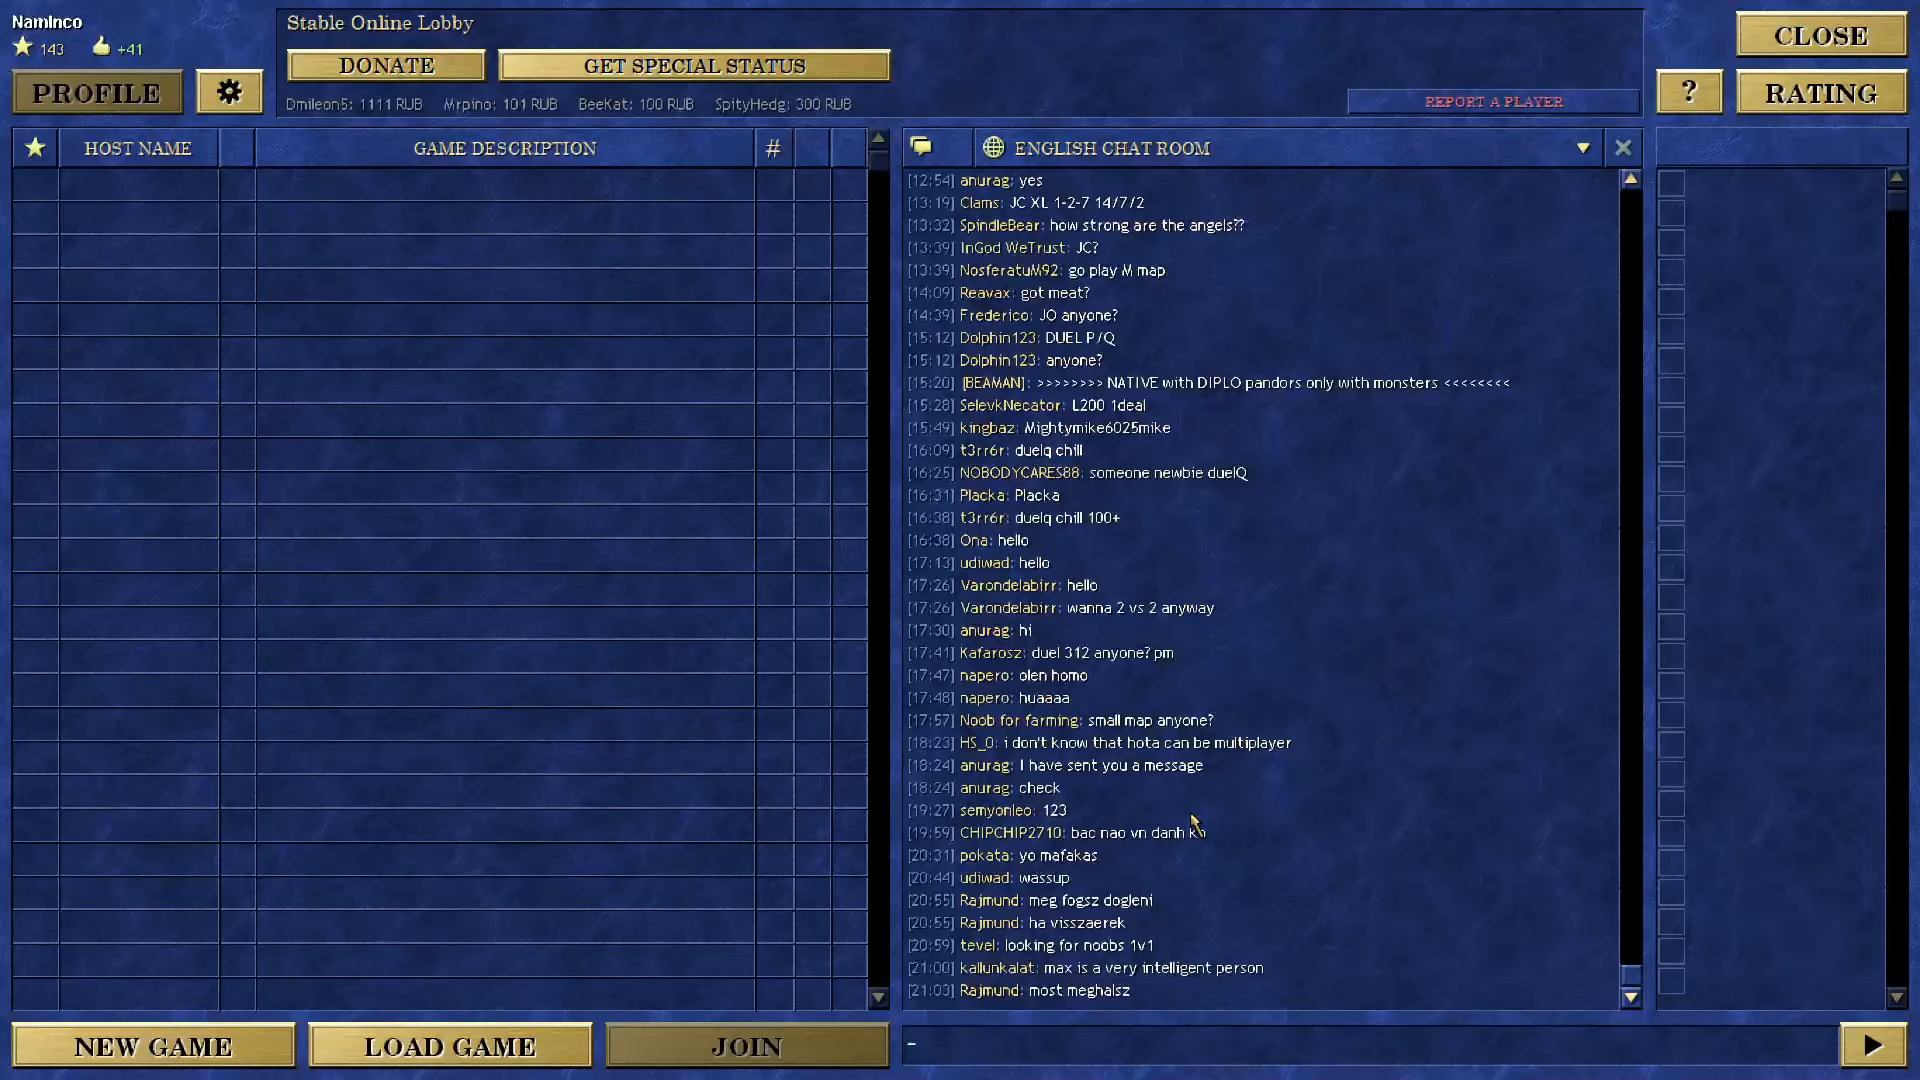 NamInco
143 +41
PROFILE
Stable Online Lobby
DONATE GET SPECIAL STATUS
Dmileon5: 1111 RUB Mrpino: 101 RUB BeeKat: 100 RUB SpityHedg: 300 RUB
REPORT A PLAYER
CLOSE
? RATING
HOST NAME GAME DESCRIPTION #
ENGLISH CHAT ROOM
[12:54] anurag: yes
[13:19] Clams: JC XL 1-2-7 14/7/2
[13:32] SpindleBear: how strong are the angels??
[13:39] InGod WeTrust: JC?
[13:39] NosferatuM92: go play M map
[14:09] Reavax: got meat?
[14:39] Frederico: JO anyone?
[15:12] Dolphin123: DUEL P/Q
[15:12] Dolphin123: anyone?
[15:20] [BEAMAN]: >>>>>>>> NATIVE with DIPLO pandors only with monsters <<<<<<<<
[15:28] SelevkNecator: L200 1deal
[15:49] kingbaz: Mightymike6025mike
[16:09] t3rr6r: duelq chill
[16:25] NOBODYCARES88: someone newbie duelQ
[16:31] Placka: Placka
[16:38] t3rr6r: duelq chill 100+
[16:38] Ona: hello
[17:13] udiwad: hello
[17:26] Varondelabirr: hello
[17:26] Varondelabirr: wanna 2 vs 2 anyway
[17:30] anurag: hi
[17:41] Kafarosz: duel 312 anyone? pm
[17:47] napero: olen homo
[17:48] napero: huaaaa
[17:57] Noob for farming: small map anyone?
[18:23] HS_0: i don't know that hota can be multiplayer
[18:24] anurag: I have sent you a message
[18:24] anurag: check
[19:27] semyonleo: 123
[19:59] CHIPCHIP2710: bac nao vn danh
[20:31] pokata: yo mafakas
[20:44] udiwad: wassup
[20:55] Rajmund: meg fogsz dogleni
[20:55] Rajmund: ha visszaerek
[20:59] tevel: looking for noobs 1v1
[21:00] kallunkalat: max is a very intelligent person
[21:03] Rajmund: most meghalsz
NEW GAME LOAD GAME JOIN